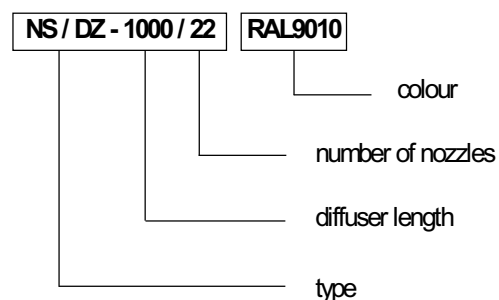 NS / DZ - 1000 / 22 RAL9010
colour
number of nozzles
diffuser length
type